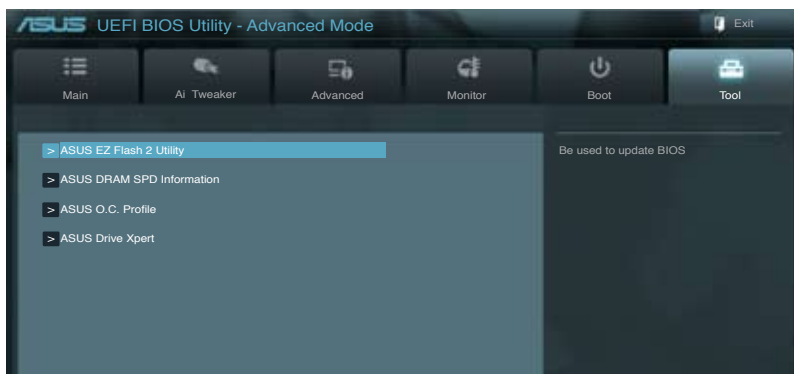 ASUS UEFI BIOS Utility - Advanced Mode
Exit
Main
Ai Tweaker
Advanced
Monitor
Boot
Tool
> ASUS EZ Flash 2 Utility
> ASUS DRAM SPD Information
> ASUS O.C. Profile
> ASUS Drive Xpert
Be used to update BIOS